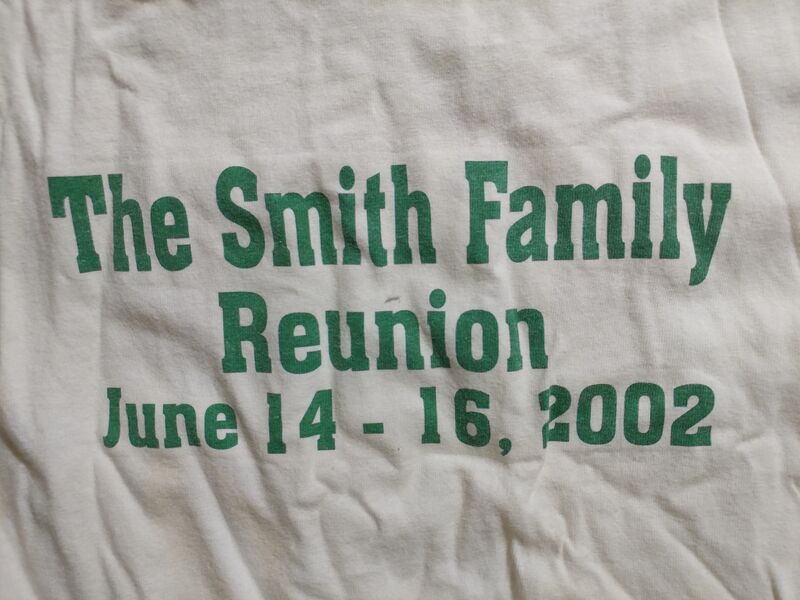 The Smith Family
Reunion
June 14 - 16, 2002